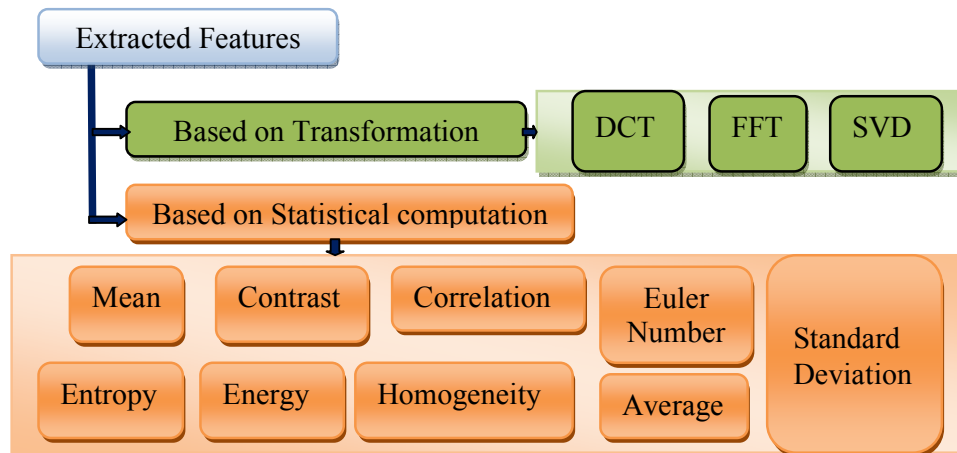 Extracted Features
Based on Transformation
DCT
FFT
SVD
Based on Statistical computation
Mean
Contrast
Correlation
Euler
Number
Standard
Deviation
Entropy
Energy
Homogeneity
Average